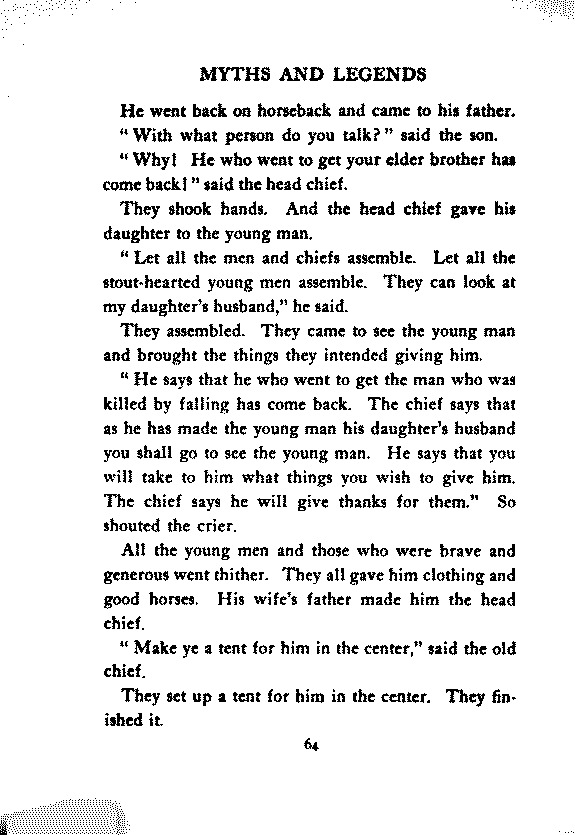 MYTHS AND LEGENDS
He went back on horseback and came to his father.
“With what person do you talk?” said the son.
“Why! He who went to get your elder brother has
come back!” said the head chief.
They shook hands. And the head chief gave his
daughter to the young man.
“Let all the men and chiefs assemble. Let all the
stout-hearted young men assemble. They can look at
my daughter's husband,” he said.
They assembled. They came to see the young man
and brought the things they intended giving him.
“He says that he who went to get the man who was
killed by falling has come back. The chief says that
as he has made the young man his daughter's husband
you shall go to see the young man. He says that you
will take to him what things you wish to give him.
The chief says he will give thanks for them.” So
shouted the crier.
All the young men and those who were brave and
generous went thither. They all gave him clothing and
good horses. His wife's father made him the head
chief.
“Make ye a tent for him in the center,” said the old
chief.
They set up a tent for him in the center. They fin-
ished it.
64